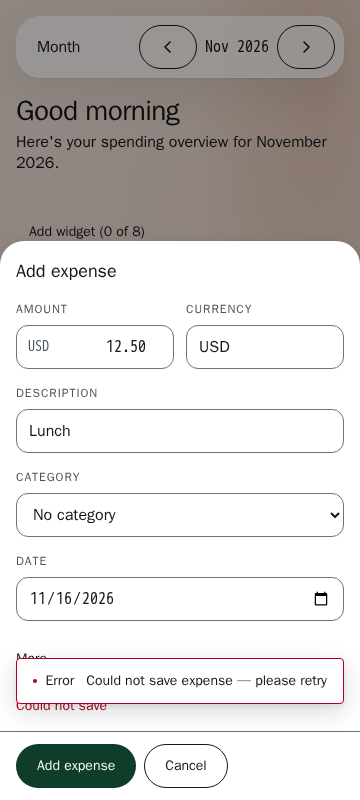 Month
Nov 2026
Good morning
Here's your spending overview for November
2026.
Add widget (0 of 8)
Add expense
AMOUNT
CURRENCY
USD 12.50
USD
DESCRIPTION
Lunch
CATEGORY
No category
DATE
11/16/2026
More
• Error Could not save expense — please retry
Could not save
Add expense
Cancel